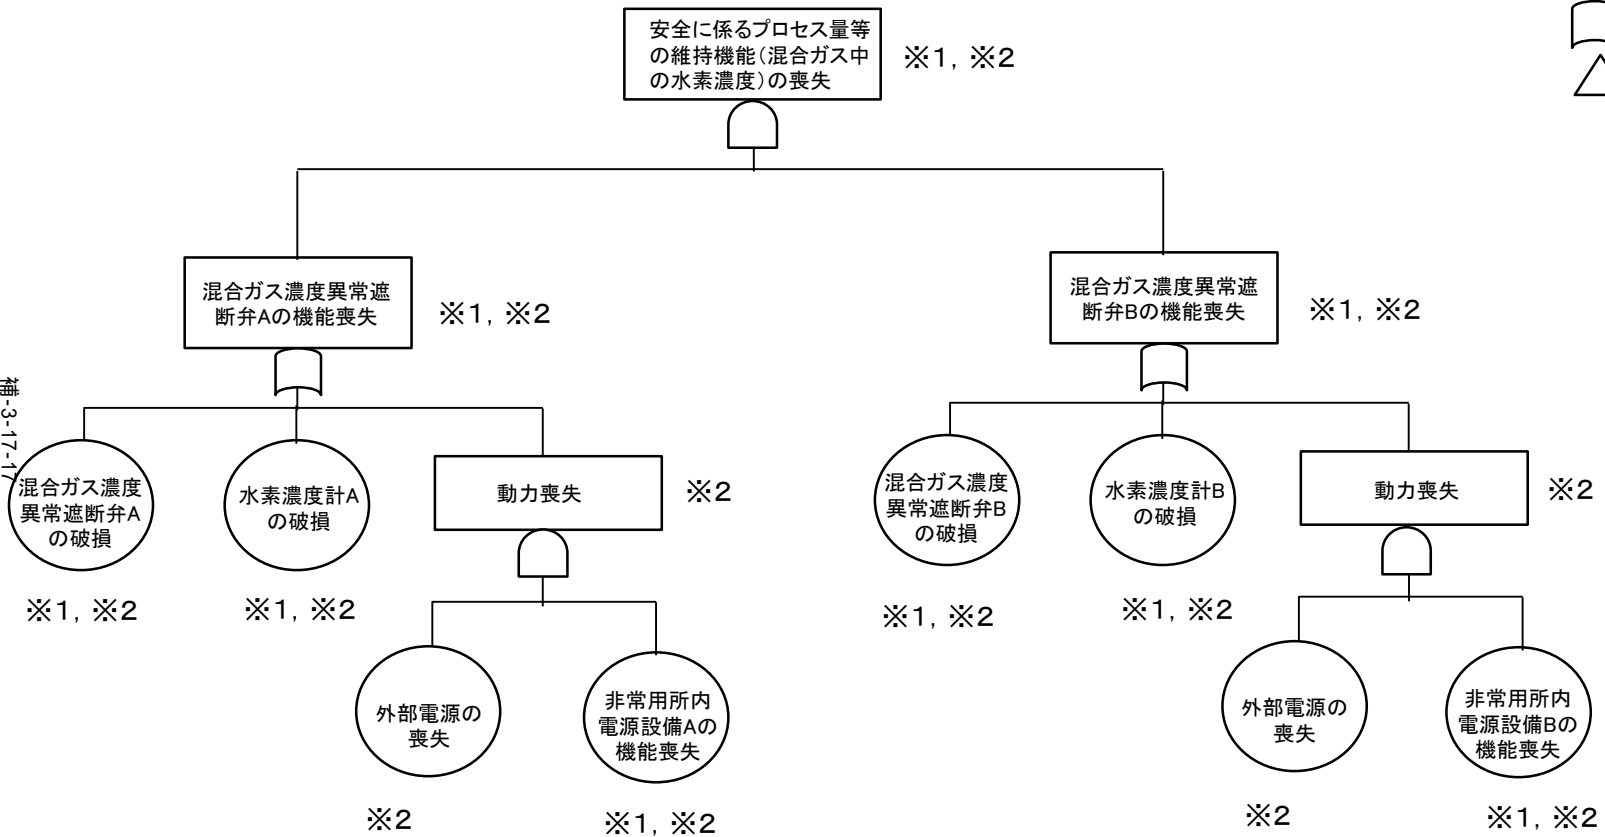 安全に係るプロセス量等
の維持機能(混合ガス中
の水素濃度)の喪失
※1, ※2
混合ガス濃度異常遮
断弁Aの機能喪失
※1, ※2
混合ガス濃度異常遮
断弁Bの機能喪失
※1, ※2
混合ガス濃度
異常遮断弁A
の破損
※1, ※2
水素濃度計A
の破損
※1, ※2
動力喪失
※2
外部電源の
喪失
※2
非常用所内
電源設備Aの
機能喪失
※1, ※2
混合ガス濃度
異常遮断弁B
の破損
※1, ※2
水素濃度計B
の破損
※1, ※2
動力喪失
※2
外部電源の
喪失
※2
非常用所内
電源設備Bの
機能喪失
※1, ※2
補-3-17-17